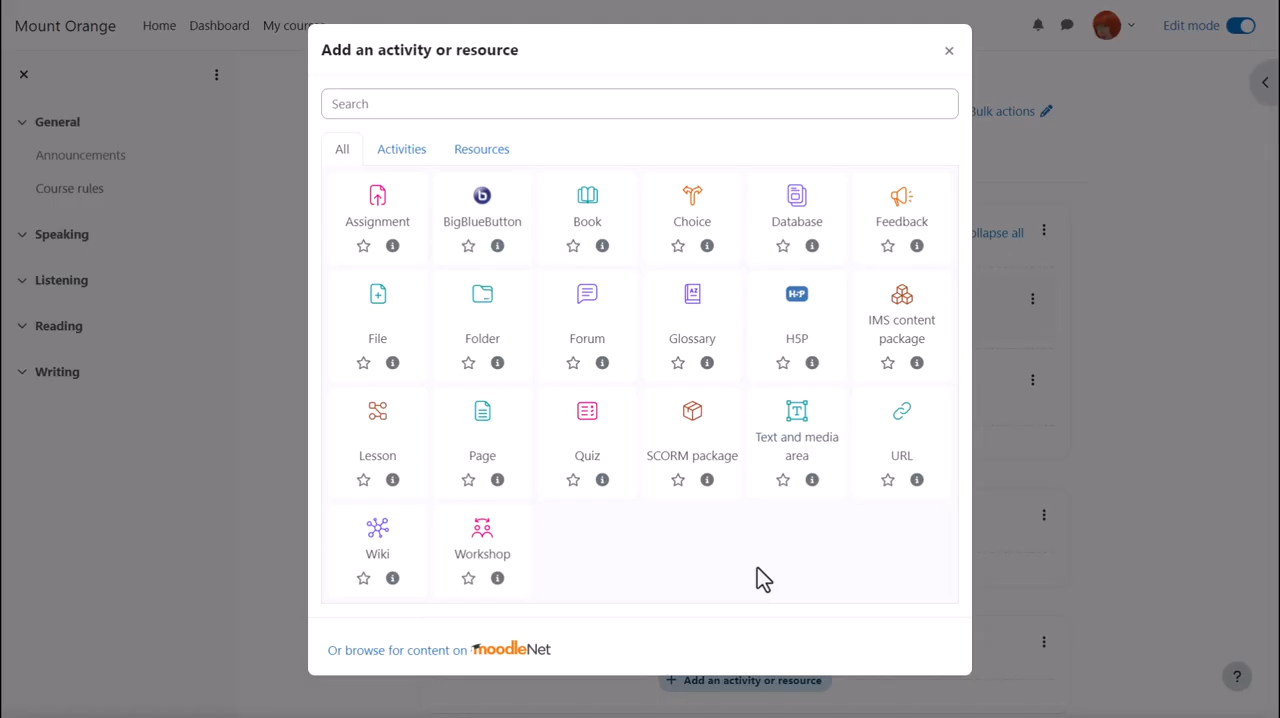 Mount Orange
Home
Dashboard
My cour
Edit mode
Add an activity or resource
Search
General
Announcements
Course rules
Speaking
Listening
Reading
Writing
Bulk actions
ollapse all
All
Activities
Resources
Assignment
BigBlueButton
Book
Choice
Database
Feedback
File
Folder
Forum
Glossary
H5P
H5P
IMS content
package
Lesson
Page
Quiz
SCORM package
Text and media
area
URL
Wiki
Workshop
Or browse for content on moodleNet
Add an activity or resource
?